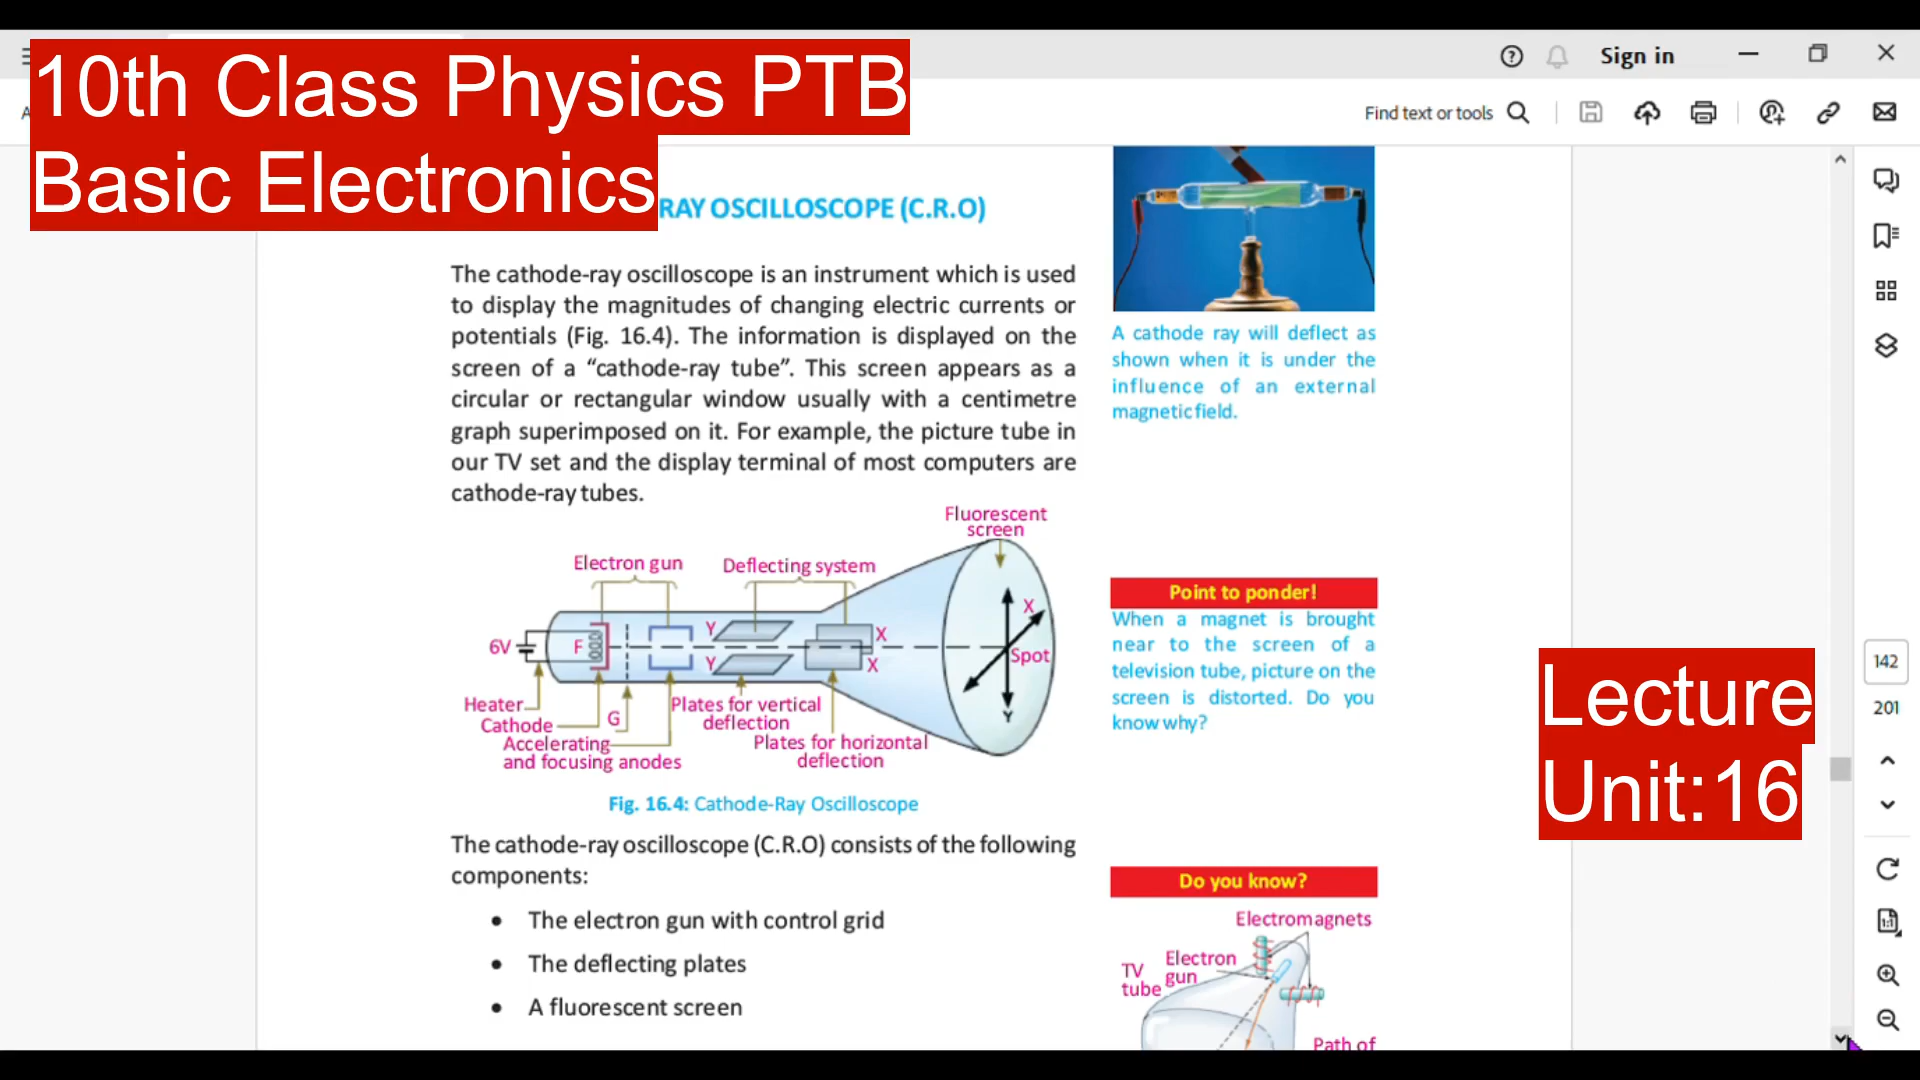 10th Class Physics PTB
Basic Electronics
Sign in
Find text or tools
RAY OSCILLOSCOPE (C.R.O)
The cathode-ray oscilloscope is an instrument which is used
to display the magnitudes of changing electric currents or
potentials (Fig. 16.4). The information is displayed on the
screen of a “cathode-ray tube”. This screen appears as a
circular or rectangular window usually with a centimetre
graph superimposed on it. For example, the picture tube in
our TV set and the display terminal of most computers are
cathode-ray tubes.
Fluorescent
screen
Electron gun
Deflecting system
6V
F
Y
Y
X
X
X
Spot
Y
Heater
Cathode
G
Accelerating
and focusing anodes
Plates for vertical
deflection
Plates for horizontal
deflection
Fig. 16.4: Cathode-Ray Oscilloscope
The cathode-ray oscilloscope (C.R.O) consists of the following
components:
• The electron gun with control grid
• The deflecting plates
• A fluorescent screen
A cathode ray will deflect as
shown when it is under the
influence of an external
magnetic field.
Point to ponder!
When a magnet is brought
near to the screen of a
television tube, picture on the
screen is distorted. Do you
know why?
Do you know?
Electromagnets
Electron
gun
TV
tube
Path of
Lecture
Unit:16
142
201
1:1